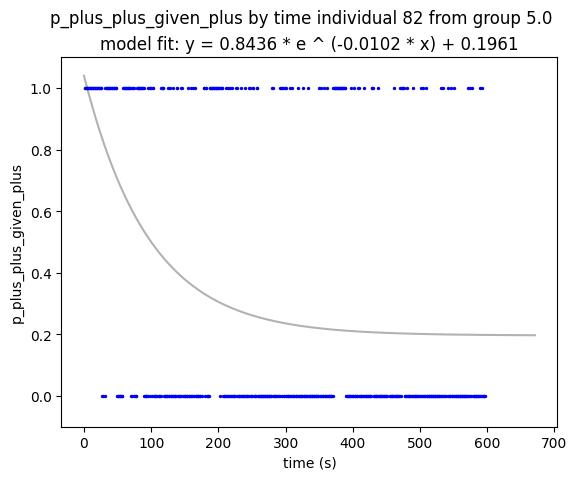 p_plus_plus_given_plus by time individual 82 from group 5.0
model fit: y = 0.8436 * e ^ (-0.0102 * x) + 0.1961
1.0
0.8
0.6
0.4
0.2
0.0
p_plus_plus_given_plus
0 100 200 300 400 500 600 700
time (s)